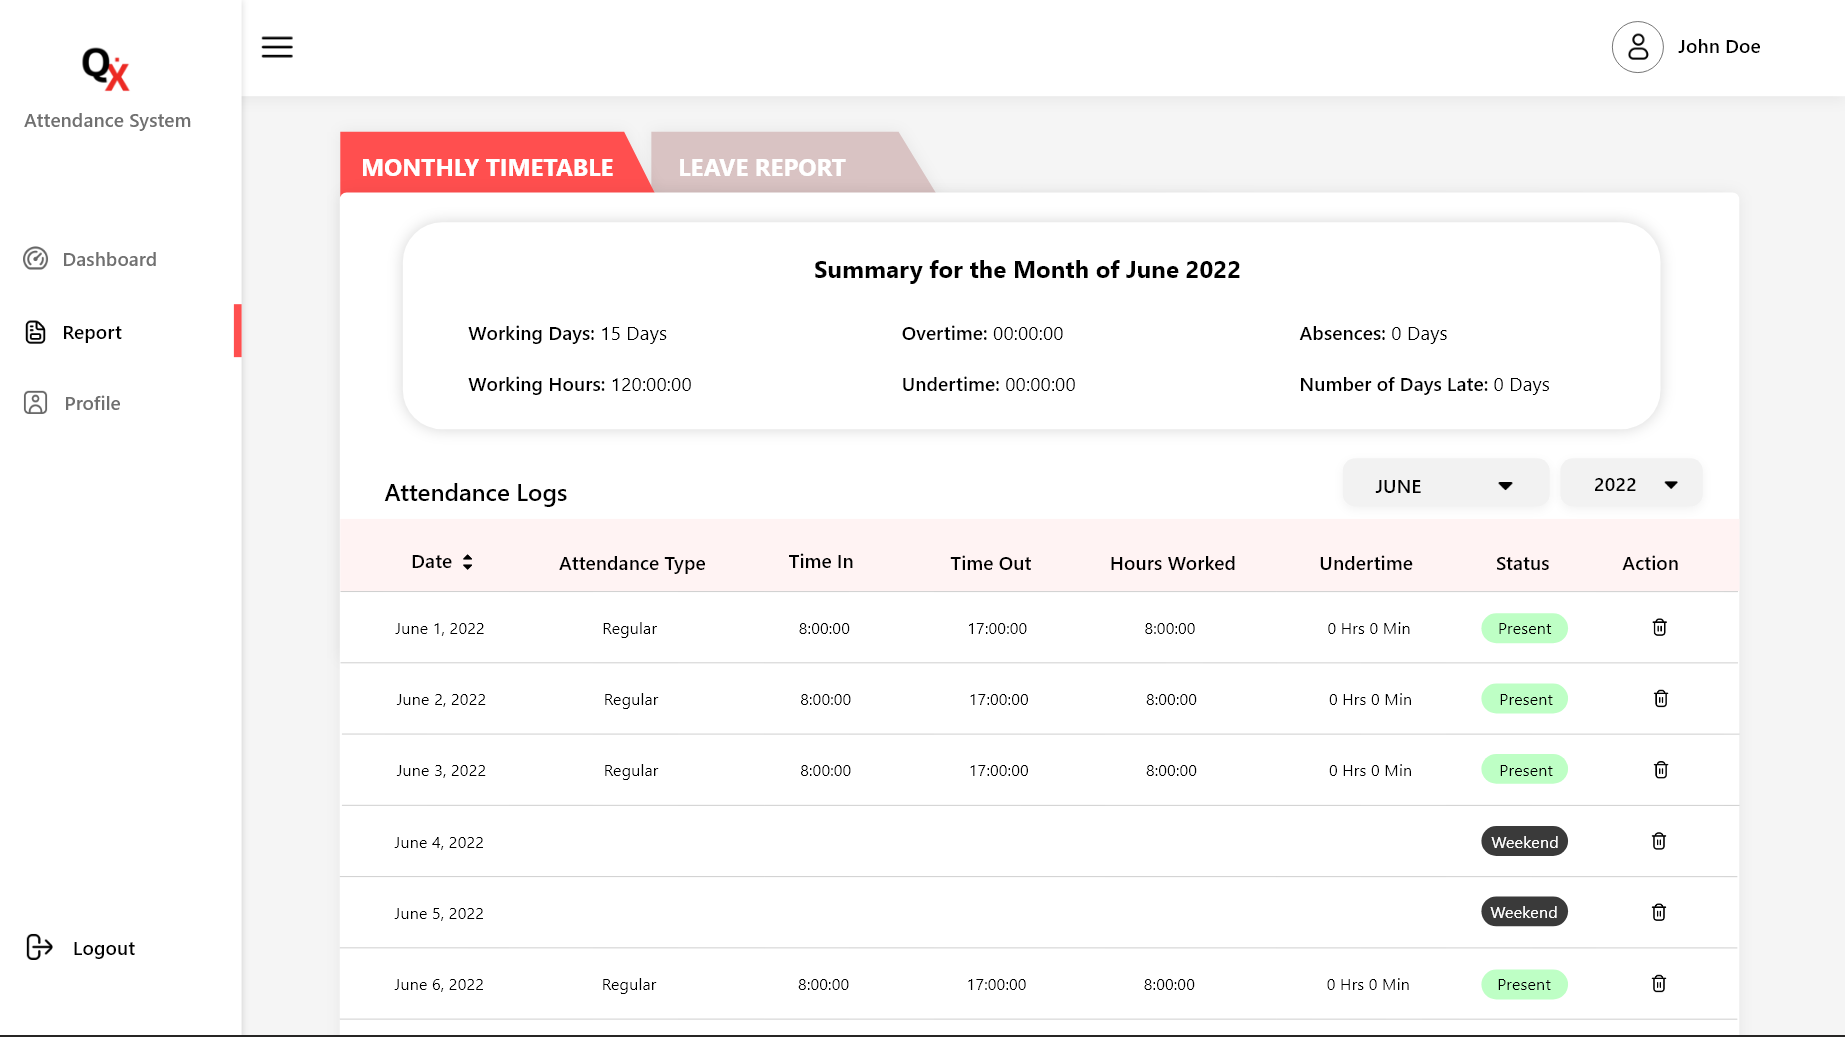 QX
Attendance System
Dashboard
Report
Profile
Logout
John Doe
MONTHLY TIMETABLE LEAVE REPORT
Summary for the Month of June 2022
Working Days: 15 Days Overtime: 00:00:00 Absences: 0 Days
Working Hours: 120:00:00 Undertime: 00:00:00 Number of Days Late: 0 Days
Attendance Logs JUNE 2022
Date Attendance Type Time In Time Out Hours Worked Undertime Status Action
June 1, 2022 Regular 8:00:00 17:00:00 8:00:00 0 Hrs 0 Min Present
June 2, 2022 Regular 8:00:00 17:00:00 8:00:00 0 Hrs 0 Min Present
June 3, 2022 Regular 8:00:00 17:00:00 8:00:00 0 Hrs 0 Min Present
June 4, 2022 Weekend
June 5, 2022 Weekend
June 6, 2022 Regular 8:00:00 17:00:00 8:00:00 0 Hrs 0 Min Present